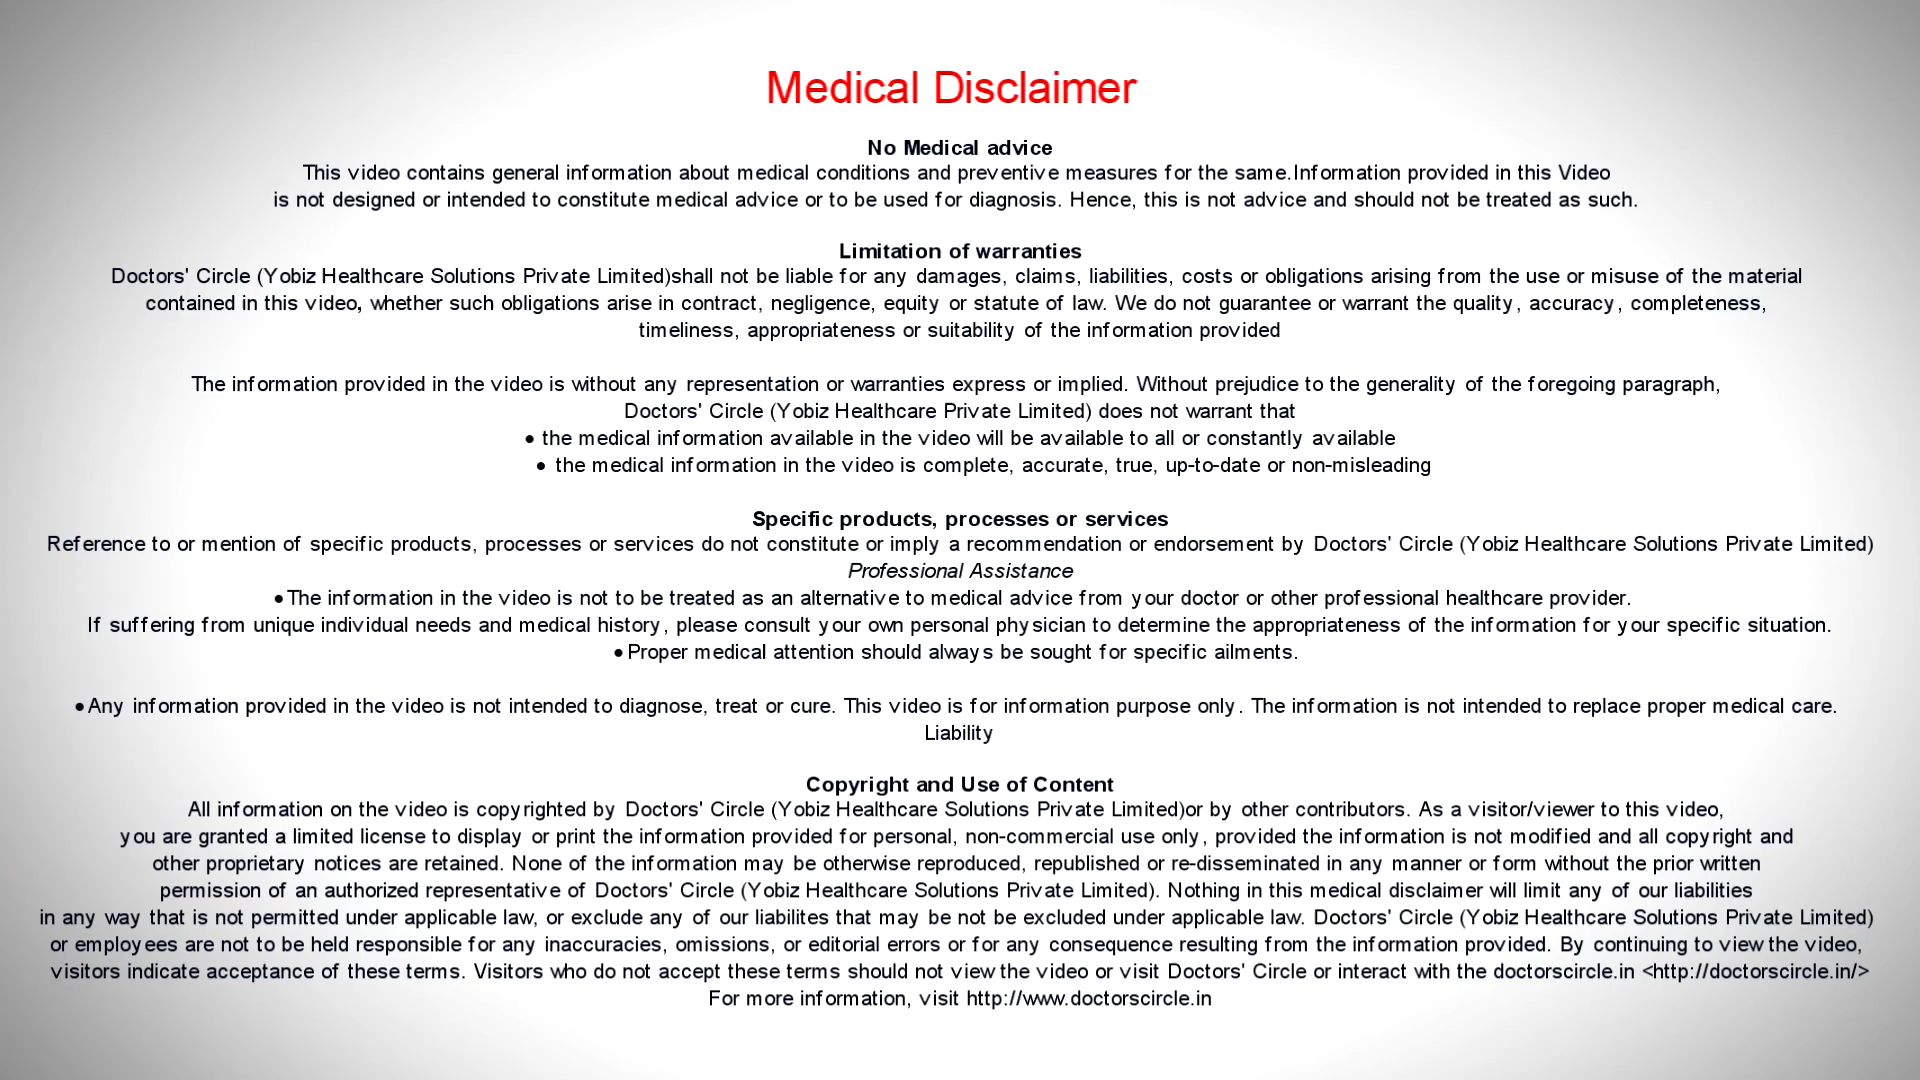 Medical Disclaimer
No Medical advice
This video contains general information about medical conditions and preventive measures for the same.Information provided in this Video
is not designed or intended to constitute medical advice or to be used for diagnosis. Hence, this is not advice and should not be treated as such.
Limitation of warranties
Doctors' Circle (Yobiz Healthcare Solutions Private Limited)shall not be liable for any damages, claims, liabilities, costs or obligations arising from the use or misuse of the material
contained in this video, whether such obligations arise in contract, negligence, equity or statute of law. We do not guarantee or warrant the quality, accuracy, completeness,
timeliness, appropriateness or suitability of the information provided
The information provided in the video is without any representation or warranties express or implied. Without prejudice to the generality of the foregoing paragraph,
Doctors' Circle (Yobiz Healthcare Private Limited) does not warrant that
• the medical information available in the video will be available to all or constantly available
• the medical information in the video is complete, accurate, true, up-to-date or non-misleading
Specific products, processes or services
Reference to or mention of specific products, processes or services do not constitute or imply a recommendation or endorsement by Doctors' Circle (Yobiz Healthcare Solutions Private Limited)
Professional Assistance
•The information in the video is not to be treated as an alternative to medical advice from your doctor or other professional healthcare provider.
If suffering from unique individual needs and medical history, please consult your own personal physician to determine the appropriateness of the information for your specific situation.
•Proper medical attention should always be sought for specific ailments.
•Any information provided in the video is not intended to diagnose, treat or cure. This video is for information purpose only. The information is not intended to replace proper medical care.
Liability
Copyright and Use of Content
All information on the video is copyrighted by Doctors' Circle (Yobiz Healthcare Solutions Private Limited)or by other contributors. As a visitor/viewer to this video,
you are granted a limited license to display or print the information provided for personal, non-commercial use only, provided the information is not modified and all copyright and
other proprietary notices are retained. None of the information may be otherwise reproduced, republished or re-disseminated in any manner or form without the prior written
permission of an authorized representative of Doctors' Circle (Yobiz Healthcare Solutions Private Limited). Nothing in this medical disclaimer will limit any of our liabilities
in any way that is not permitted under applicable law, or exclude any of our liabilites that may be not be excluded under applicable law. Doctors' Circle (Yobiz Healthcare Solutions Private Limited)
or employees are not to be held responsible for any inaccuracies, omissions, or editorial errors or for any consequence resulting from the information provided. By continuing to view the video,
visitors indicate acceptance of these terms. Visitors who do not accept these terms should not view the video or visit Doctors' Circle or interact with the doctorscircle.in <http://doctorscircle.in/>
For more information, visit http://www.doctorscircle.in